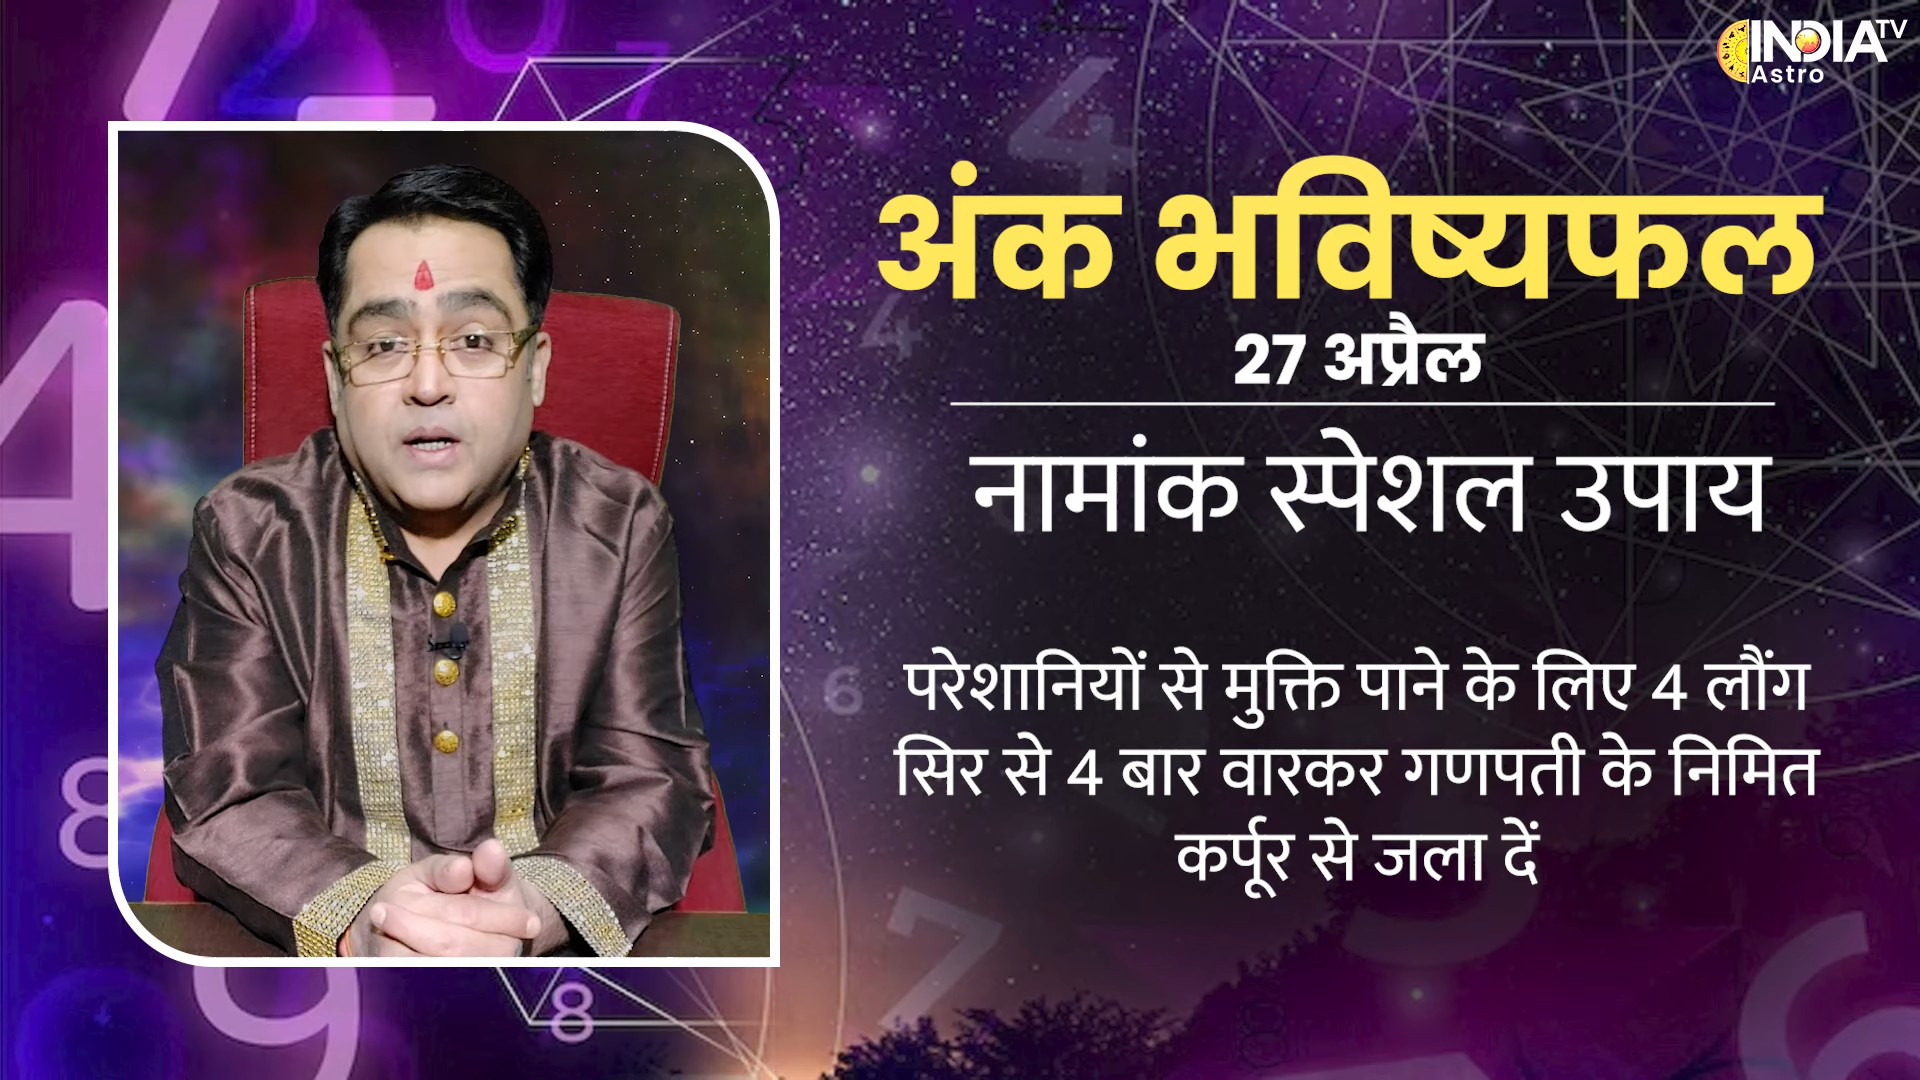 INDIA TV
Astro
अंक भविष्यफल
27 अप्रैल
नामांक स्पेशल उपाय
परेशानियों से मुक्ति पाने के लिए 4 लौंग
सिर से 4 बार वारकर गणपती के निमित
कर्पूर से जला दें